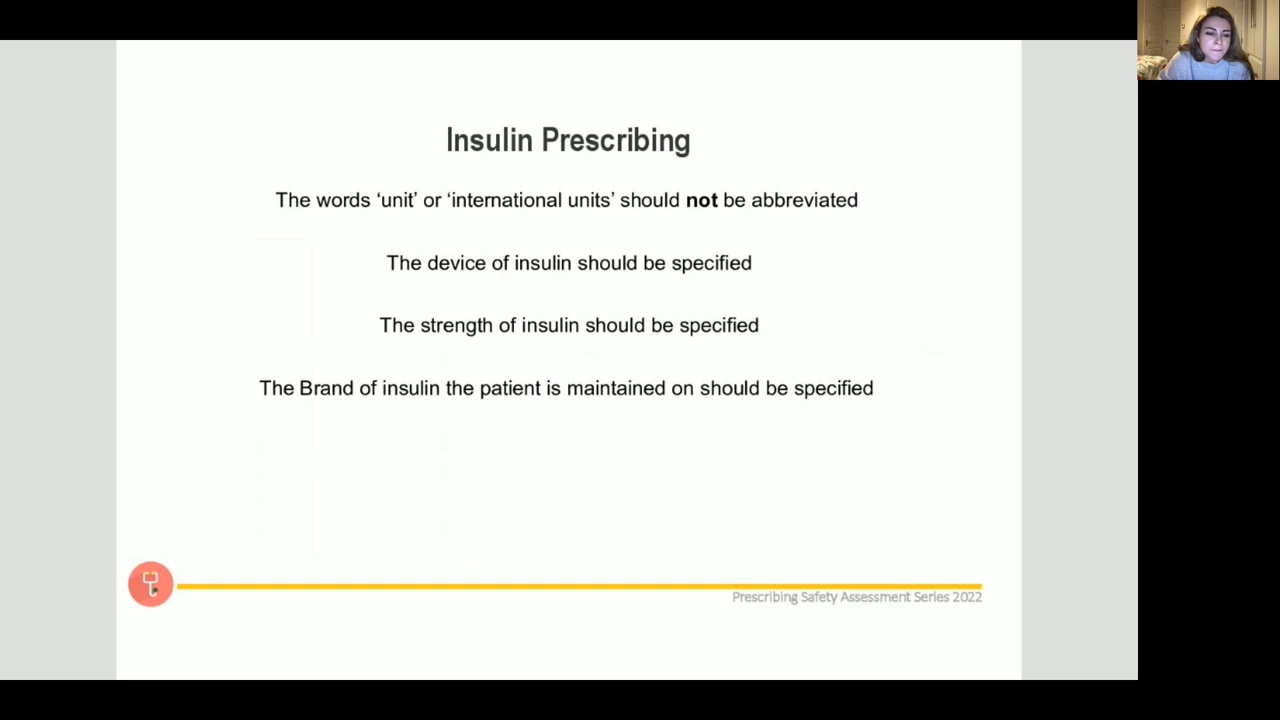 Insulin Prescribing
The words ‘unit’ or ‘international units’ should not be abbreviated
The device of insulin should be specified
The strength of insulin should be specified
The Brand of insulin the patient is maintained on should be specified
Prescribing Safety Assessment Series 2022